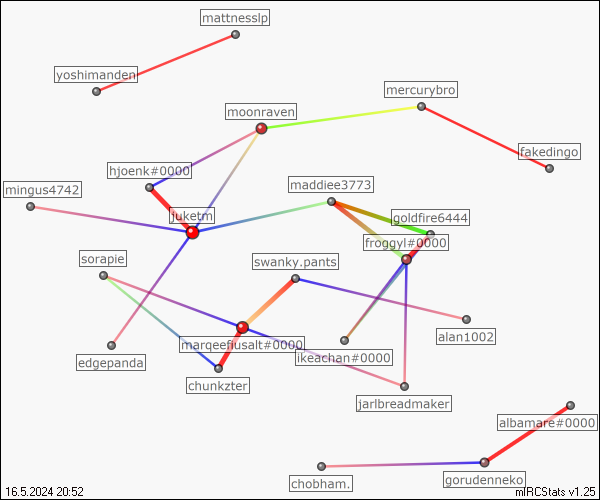 mattnesslp
yoshimanden
mercurybro
moonraven
fakedingo
hjoenk#0000
maddiee3773
mingus4742
juketm
goldfire6444
froggyl#0000
sorapie
swanky.pants
alan1002
marqeefiusalt#0000
ikeachan#0000
edgepanda
chunkzter
jarlbreadmaker
albamare#0000
chobham.
gorudenneko
16.5.2024 20:52
mIRCStats v1.25